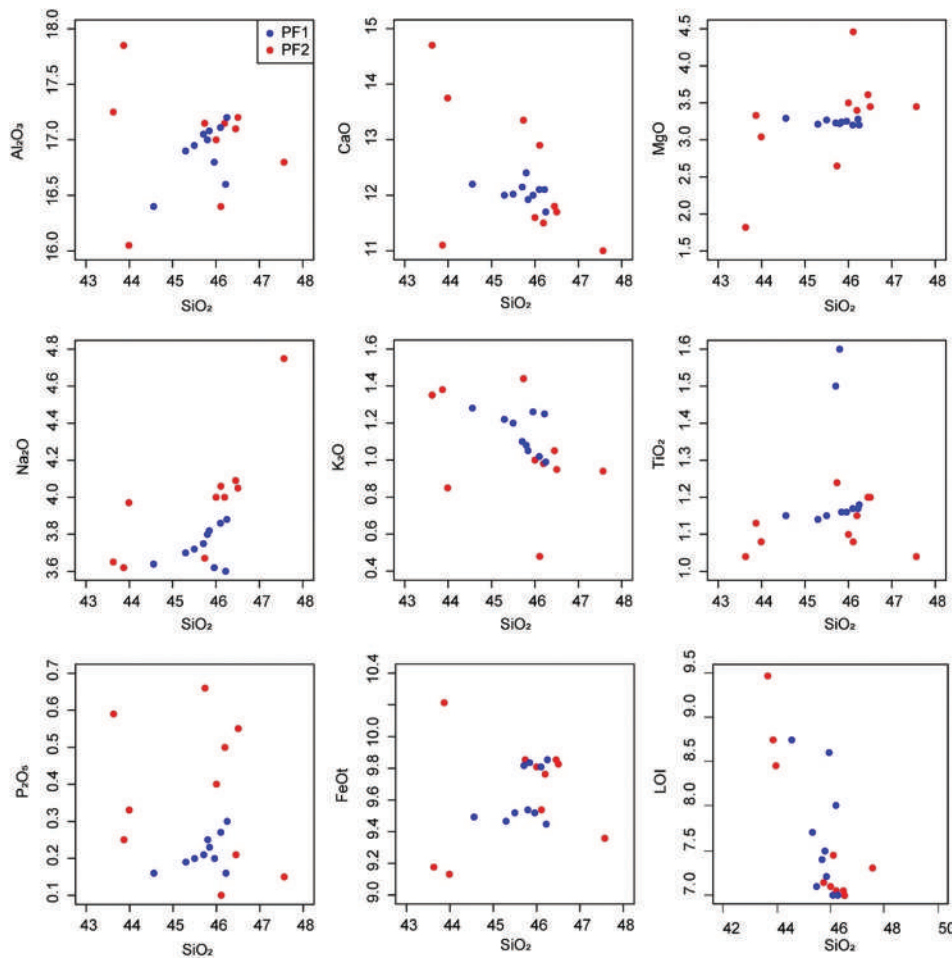 18.0
17.5
17.0
16.5
16.0
Al₂O₃
PF1
PF2
43 44 45 46 47 48
SiO₂
15
14
13
12
11
CaO
43 44 45 46 47 48
SiO₂
4.5
4.0
3.5
3.0
2.5
2.0
1.5
MgO
43 44 45 46 47 48
SiO₂
4.8
4.6
4.4
4.2
4.0
3.8
3.6
Na₂O
43 44 45 46 47 48
SiO₂
1.6
1.4
1.2
1.0
0.8
0.6
0.4
K₂O
43 44 45 46 47 48
SiO₂
1.6
1.5
1.3
1.2
1.1
1.0
TiO₂
43 44 45 46 47 48
SiO₂
0.7
0.6
0.5
0.4
0.3
0.2
0.1
P₂O₅
43 44 45 46 47 48
SiO₂
10.4
10.0
9.8
9.6
9.4
9.2
9.0
FeOt
43 44 45 46 47 48
SiO₂
9.5
9.0
8.5
8.0
7.5
7.0
LOI
42 44 46 48 50
SiO₂